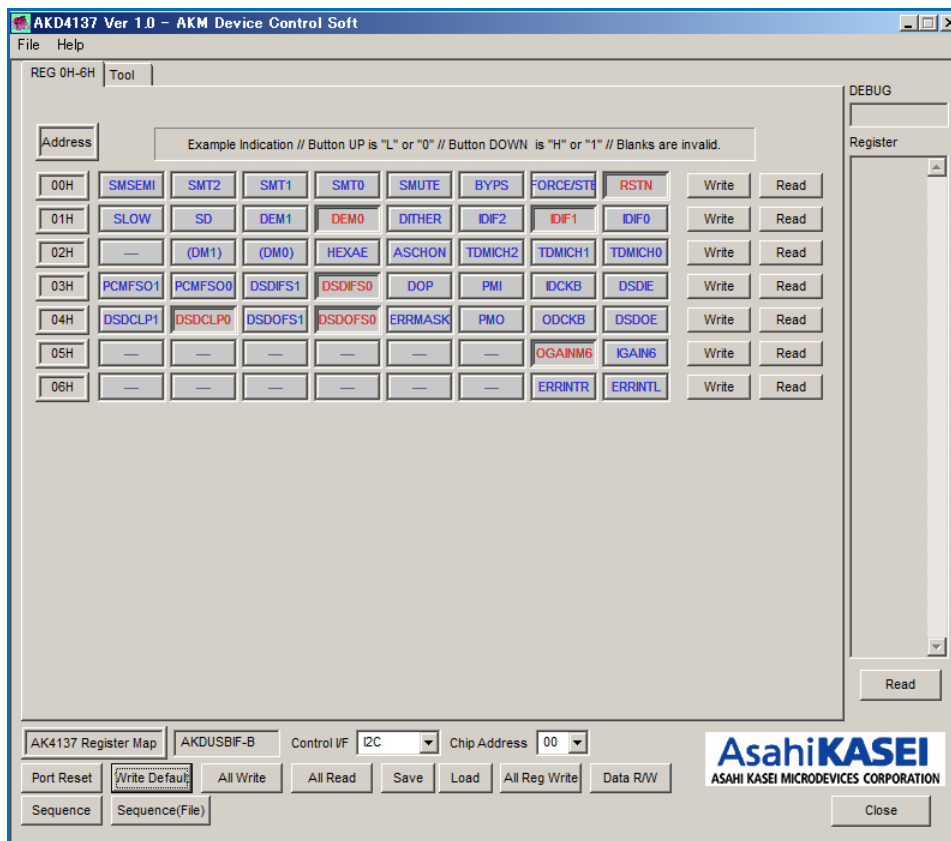 AKD4137 Ver 1.0 - AKM Device Control Soft
File Help
REG 0H-6H Tool
DEBUG
Address
Example Indication // Button UP is "L" or "0" // Button DOWN is "H" or "1" // Blanks are invalid.
Register
00H SMSEMI SMT2 SMT1 SMT0 SMUTE BYPS FORCE/STE RSTN Write Read
01H SLOW SD DEM1 DEM0 DITHER IDIF2 IDIF1 IDIF0 Write Read
02H — (DM1) (DM0) HEXAE ASCHON TDMICH2 TDMICH1 TDMICH0 Write Read
03H PCMFSO1 PCMFSO0 DSDIFS1 DSDIFS0 DOP PMI IDCKB DSDIE Write Read
04H DSDCLP1 DSDCLP0 DSDOFS1 DSDOFS0 ERRMASK PMO ODCKB DSDOE Write Read
05H — — — — — — OGAINM6 IGAIN6 Write Read
06H — — — — — — ERRINTR ERRINTL Write Read
Read
AK4137 Register Map AKDUSBIF-B Control I/F I2C Chip Address 00
AsahiKASEI
ASAHI KASEI MICRODEVICES CORPORATION
Port Reset Write Default All Write All Read Save Load All Reg Write Data R/W
Sequence Sequence(File) Close